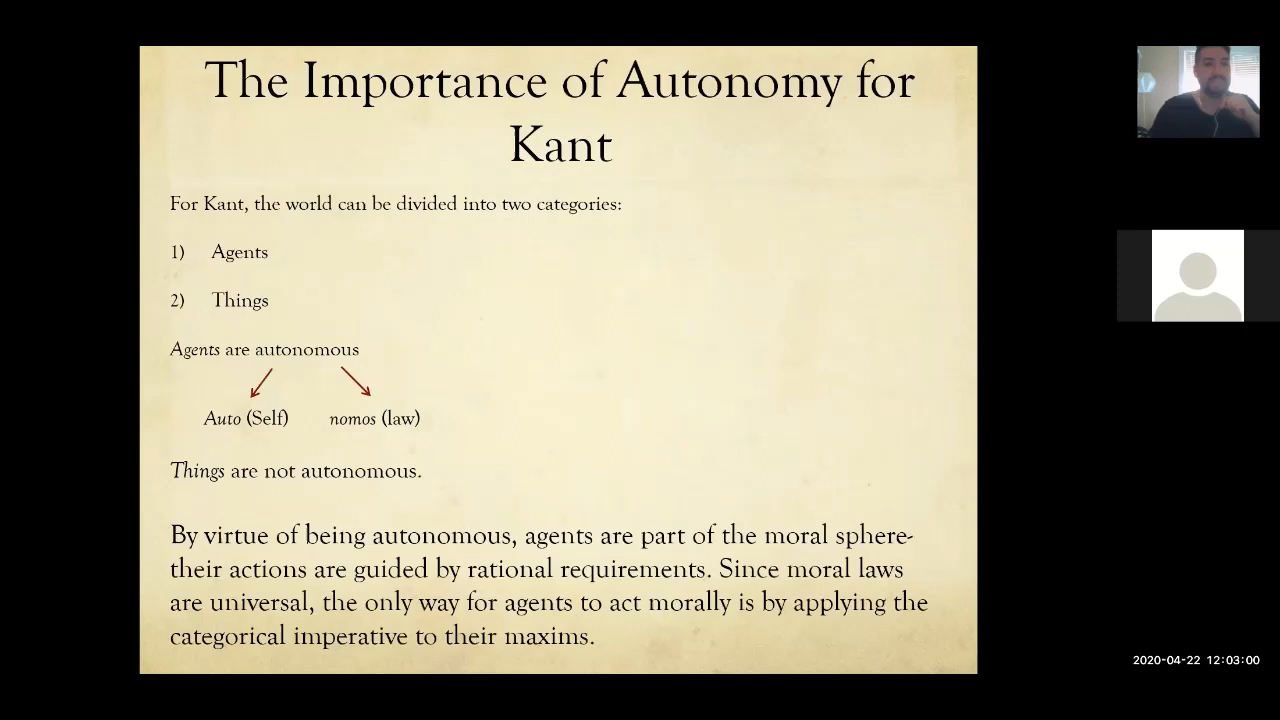 The Importance of Autonomy for
Kant
For Kant, the world can be divided into two categories:
1) Agents
2) Things
Agents are autonomous
Auto (Self) nomos (law)
Things are not autonomous.
By virtue of being autonomous, agents are part of the moral sphere-
their actions are guided by rational requirements. Since moral laws
are universal, the only way for agents to act morally is by applying the
categorical imperative to their maxims.
2020-04-22 12:03:00